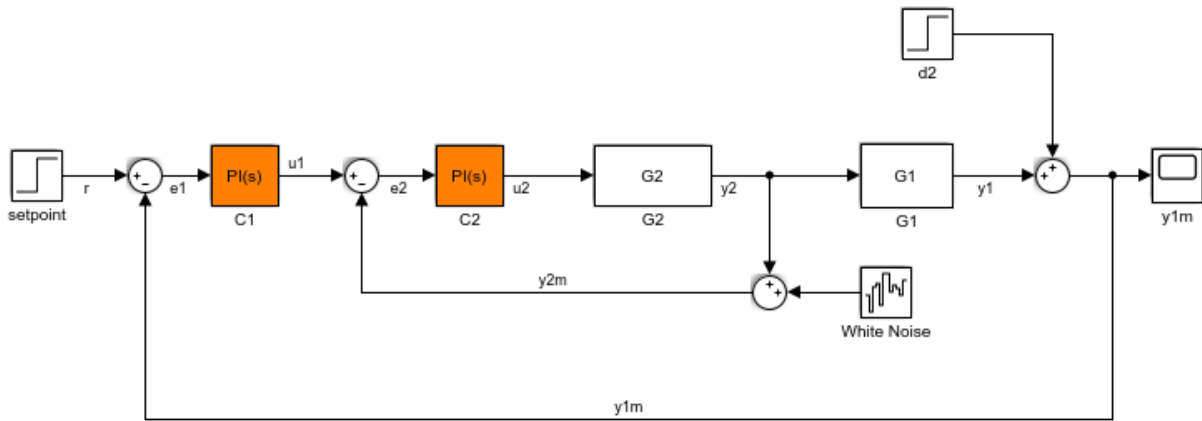 d2
setpoint
r
e1
PI(s)
C1
u1
e2
PI(s)
C2
u2
G2
G2
y2
G1
G1
y1
y1m
y2m
White Noise
y1m